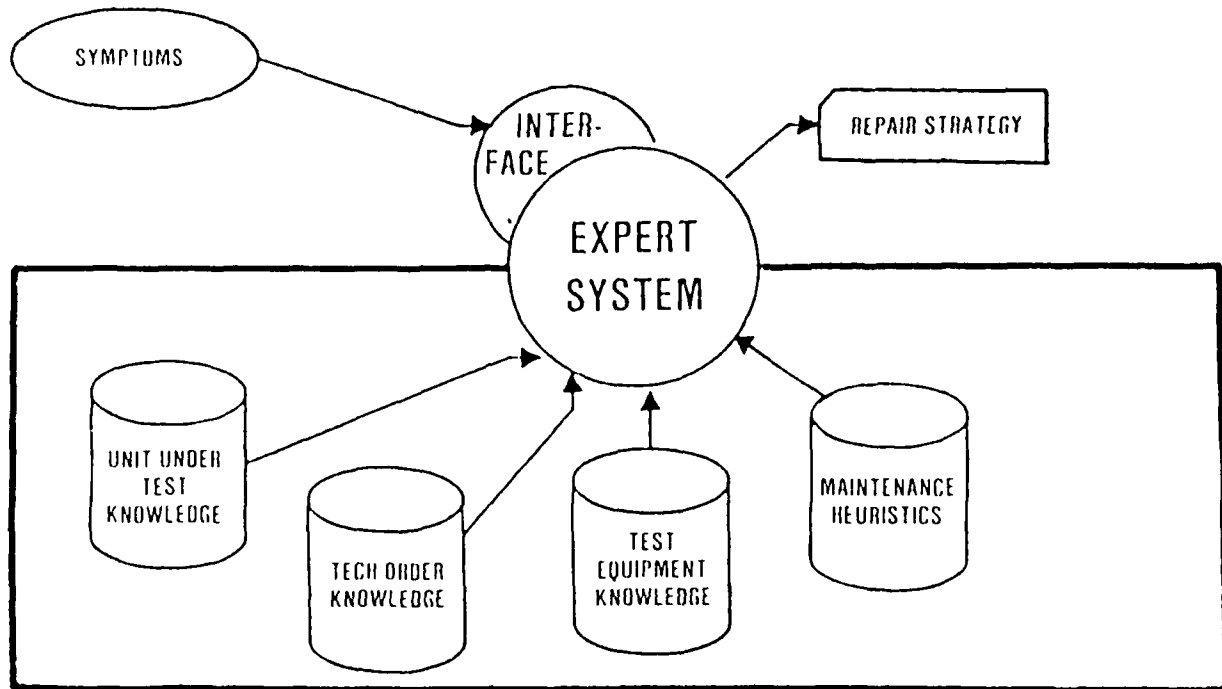 SYMPTOMS
INTER-
FACE
REPAIR STRATEGY
EXPERT
SYSTEM
UNIT UNDER
TEST
KNOWLEDGE
TECH ORDER
KNOWLEDGE
TEST
EQUIPMENT
KNOWLEDGE
MAINTENANCE
HEURISTICS